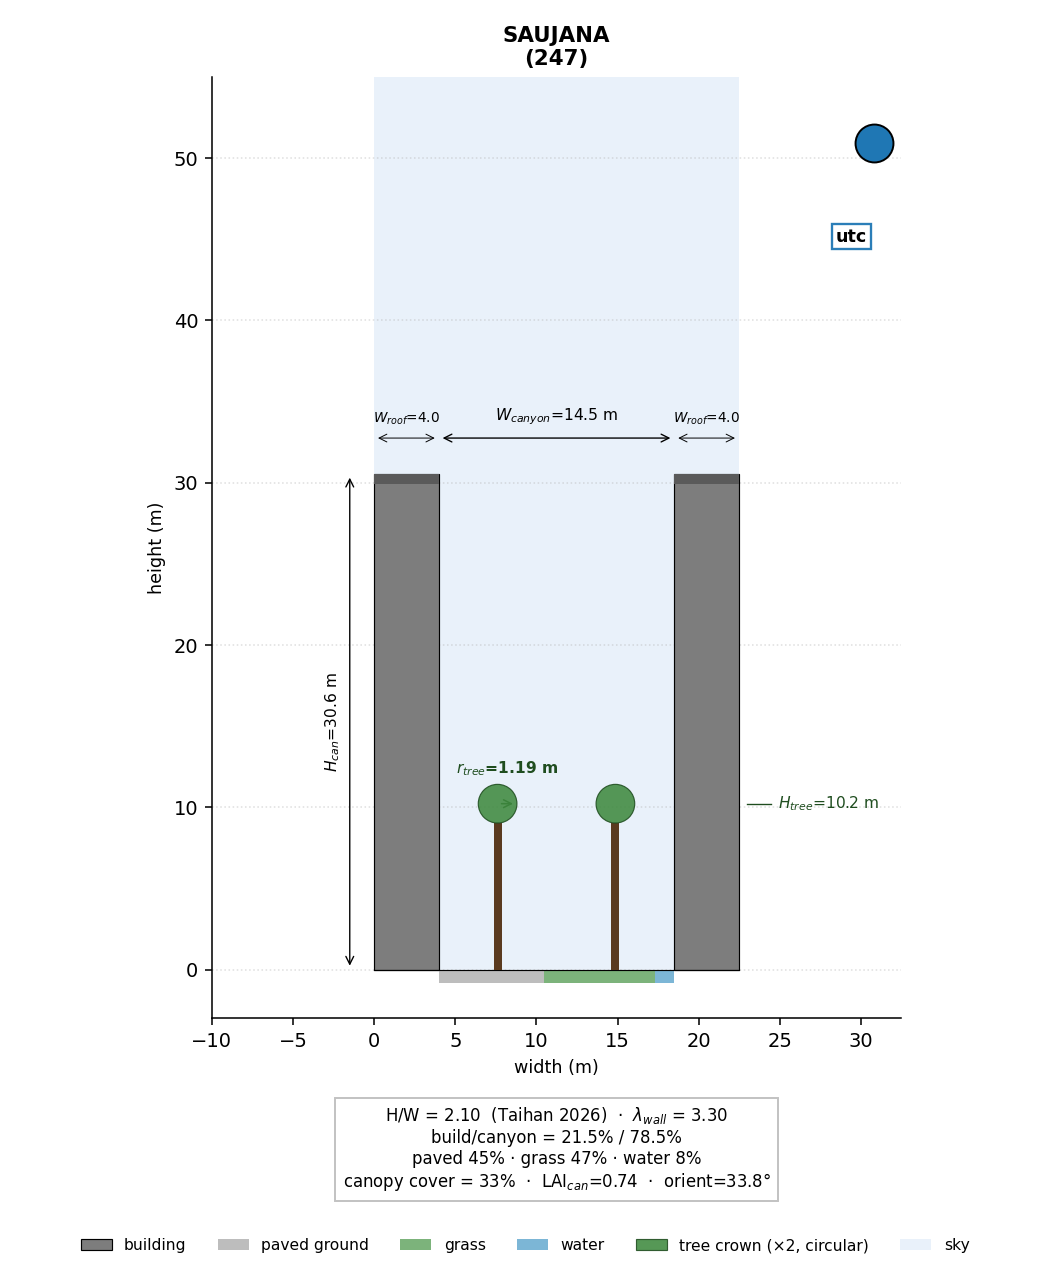 SAUJANA
(247)
50
40
30
20
10
0
height (m)
utc
W_roof=4.0
W_canyon=14.5 m
W_roof=4.0
H_can=30.6 m
r_tree=1.19 m
H_tree=10.2 m
−10 −5 0 5 10 15 20 25 30
width (m)
H/W = 2.10 (Taihan 2026) · λ_wall = 3.30
build/canyon = 21.5% / 78.5%
paved 45% · grass 47% · water 8%
canopy cover = 33% · LAI_can=0.74 · orient=33.8°
building paved ground grass water tree crown (×2, circular) sky